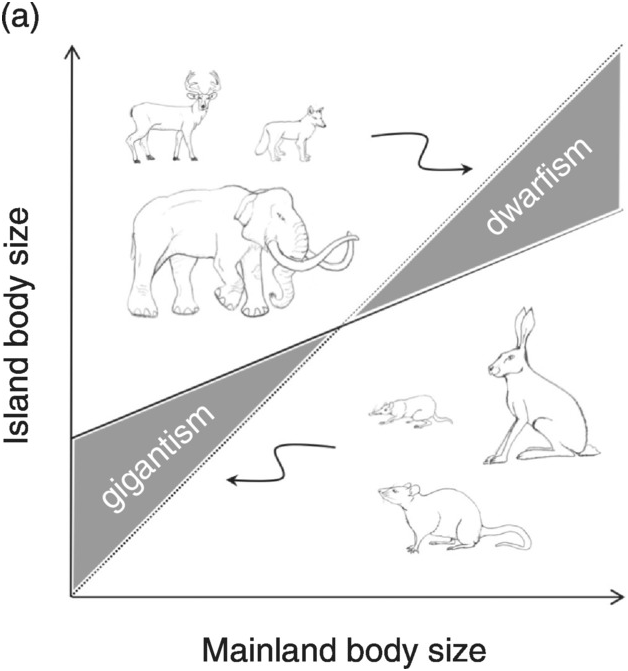 (a)
Island body size
dwarfism
gigantism
Mainland body size